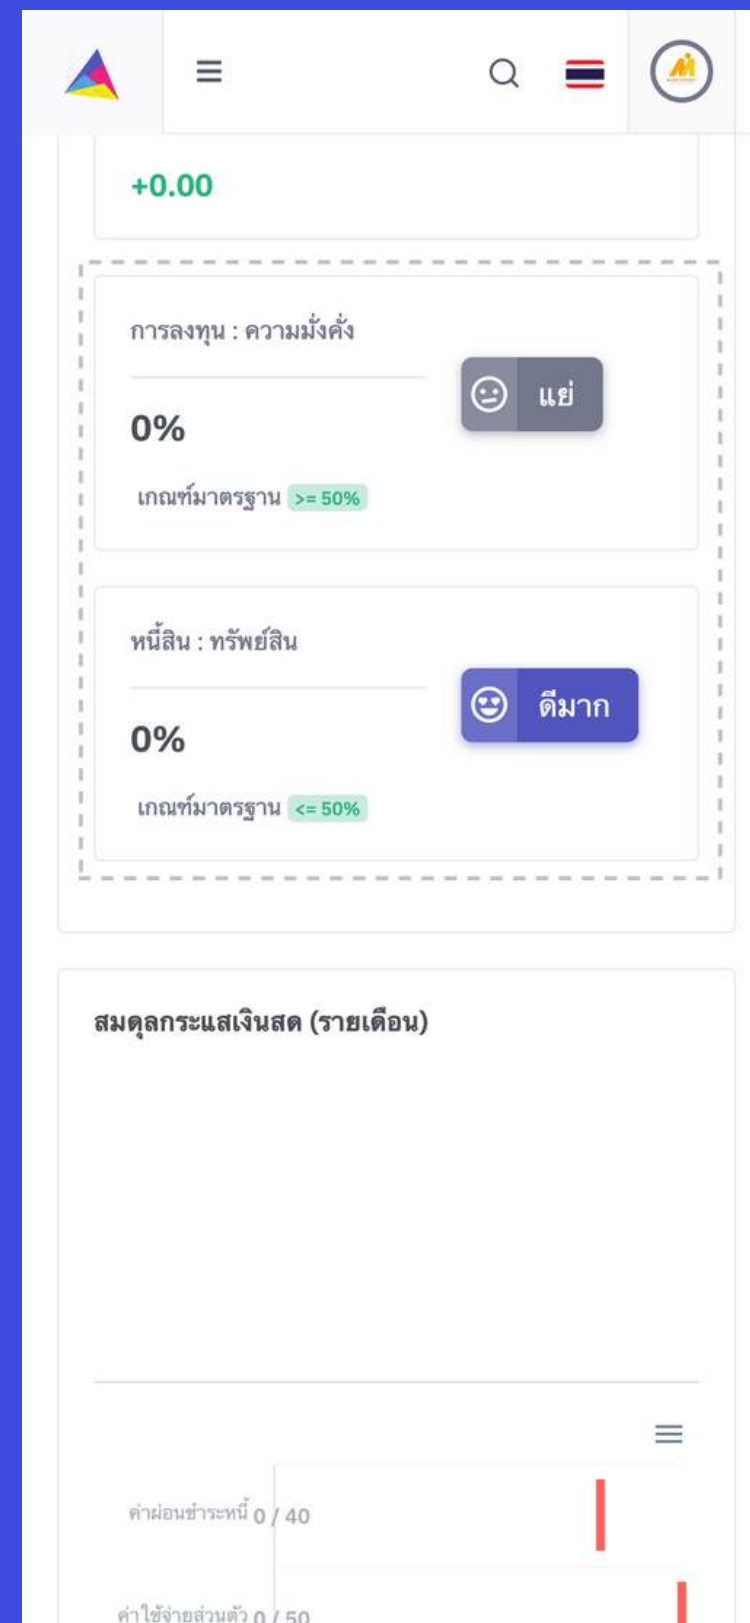 +0.00
การลงทุน : ความมั่งคั่ง
แย่
0%
เกณฑ์มาตรฐาน >= 50%
หนี้สิน : ทรัพย์สิน
ดีมาก
0%
เกณฑ์มาตรฐาน <= 50%
สมดุลกระแสเงินสด (รายเดือน)
ค่าผ่อนชำระหนี้ 0 / 40
ค่าใช้จ่ายส่วนตัว 0 / 50